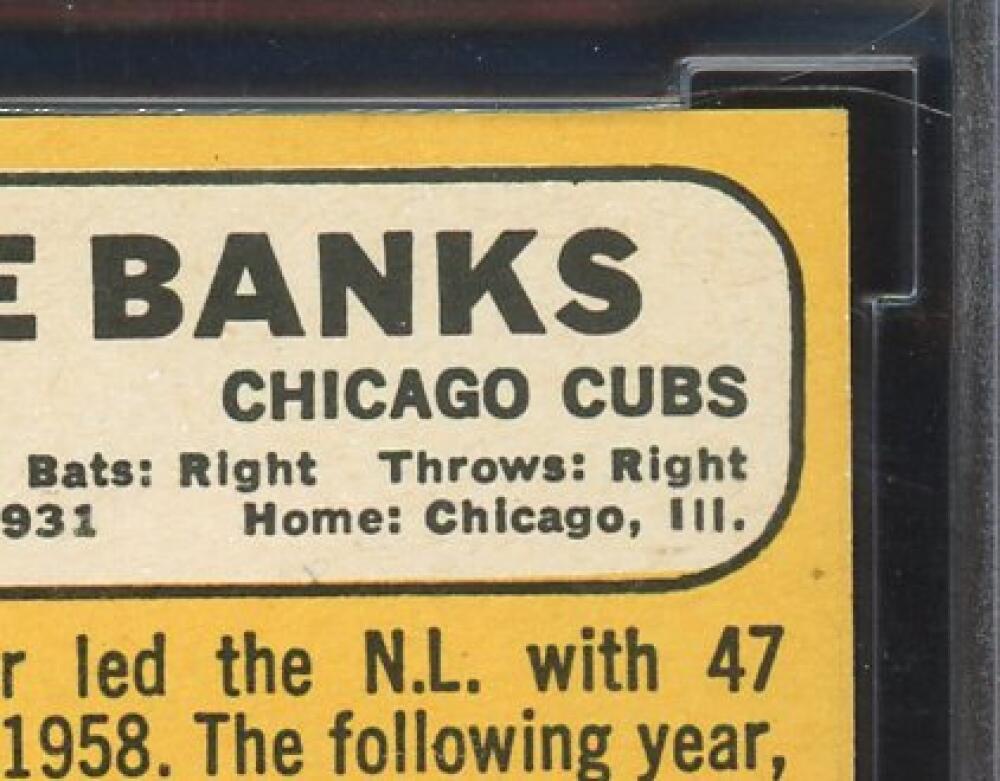 E BANKS
CHICAGO CUBS
Bats: Right Throws: Right
931 Home: Chicago, Ill.
r led the N.L. with 47
1958. The following year,